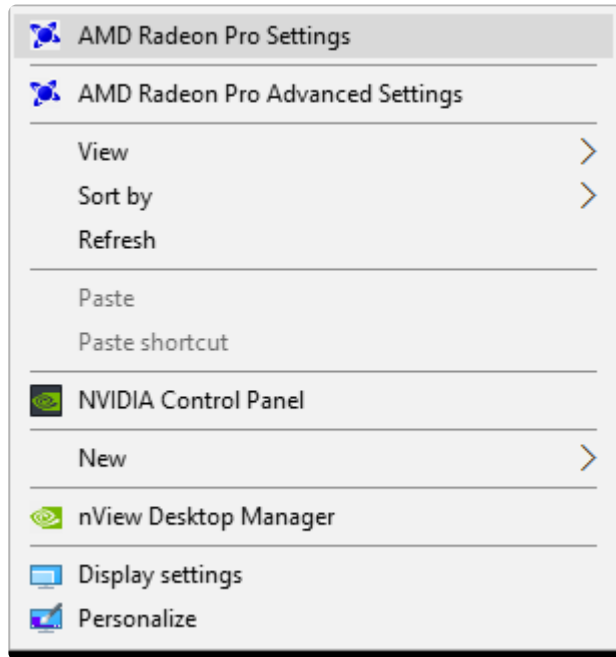 AMD Radeon Pro Settings
AMD Radeon Pro Advanced Settings
View
Sort by
Refresh
Paste
Paste shortcut
NVIDIA Control Panel
New
nView Desktop Manager
Display settings
Personalize